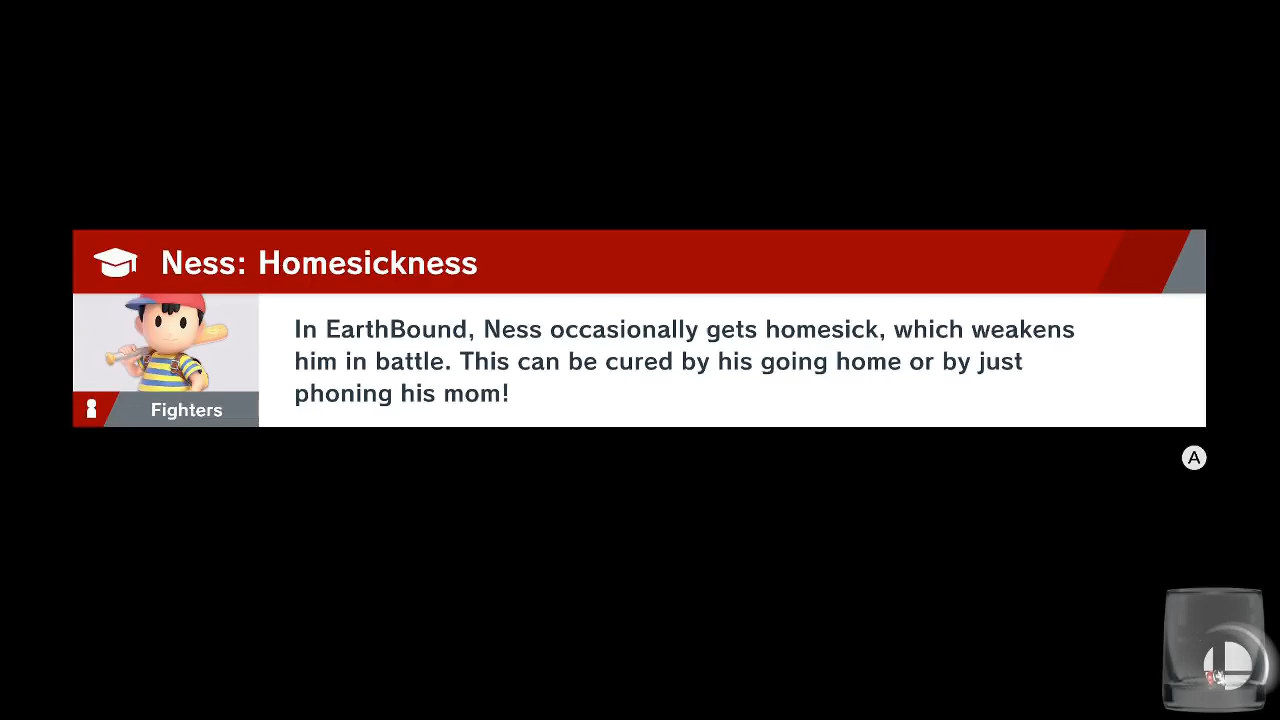 Ness: Homesickness
In EarthBound, Ness occasionally gets homesick, which weakens
him in battle. This can be cured by his going home or by just
phoning his mom!
Fighters
A